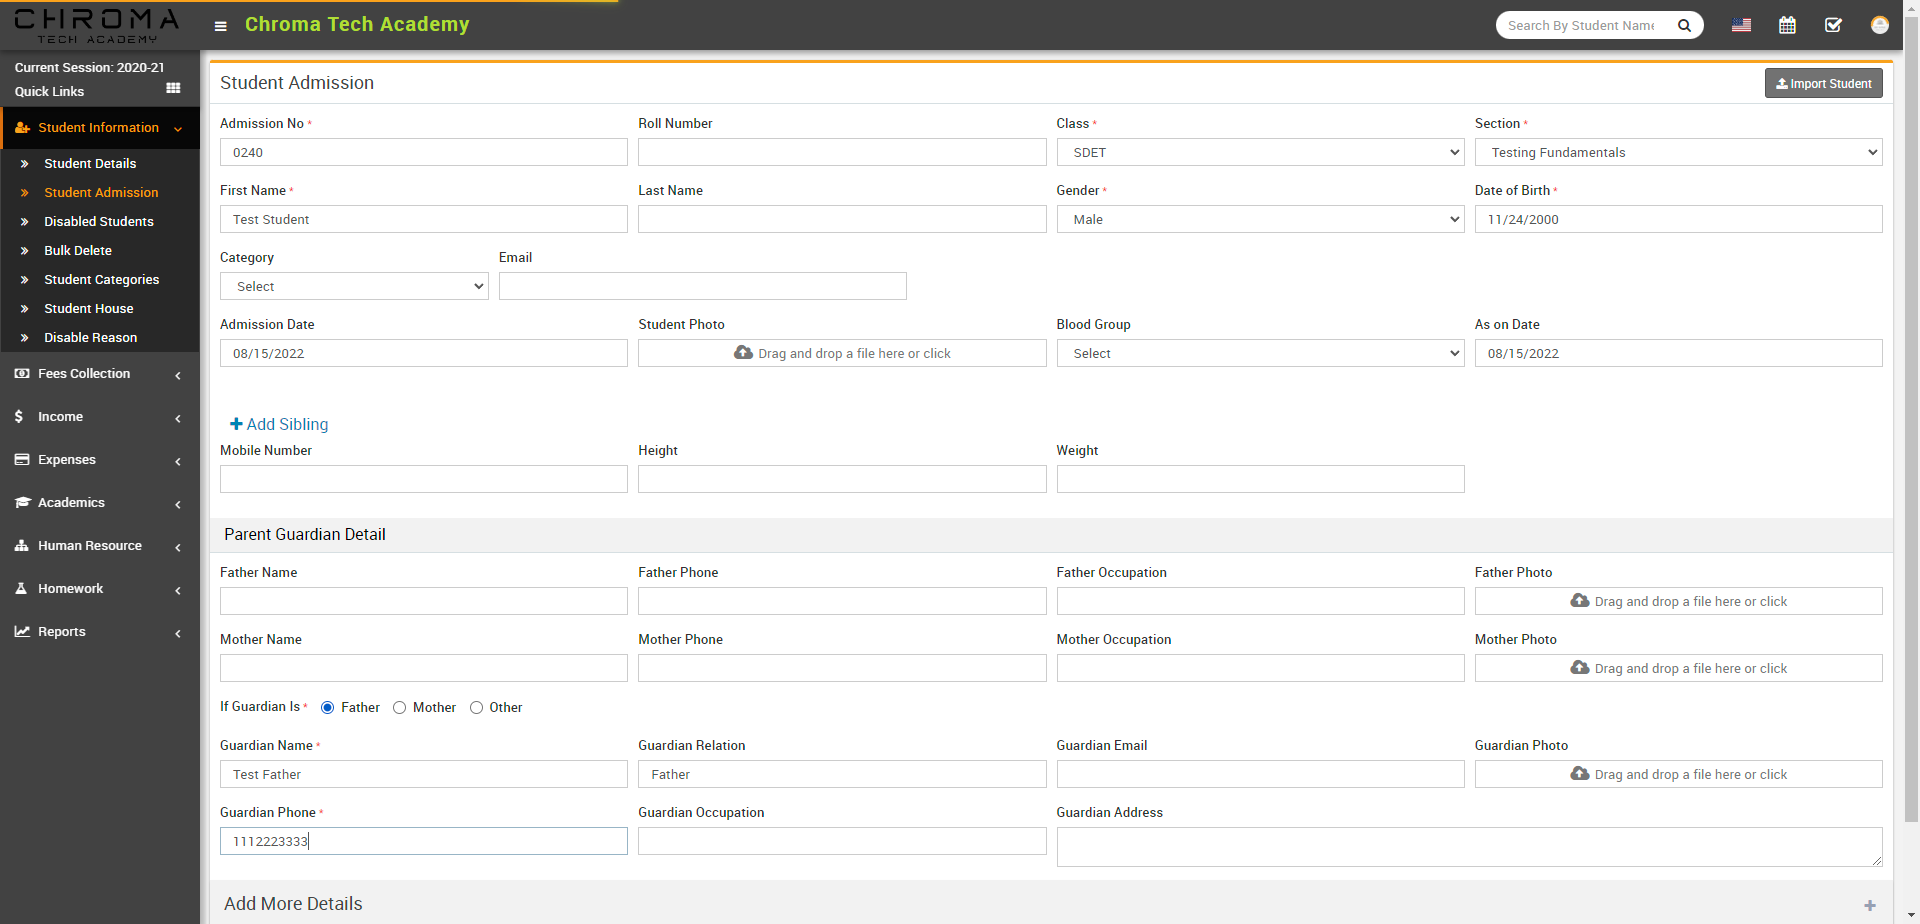 CHROMA
TECH ACADEMY
Chroma Tech Academy
Search By Student Name
Current Session: 2020-21
Quick Links
Student Information
Student Details
Student Admission
Disabled Students
Bulk Delete
Student Categories
Student House
Disable Reason
Fees Collection
Income
Expenses
Academics
Human Resource
Homework
Reports
Student Admission
Import Student
Admission No * Roll Number Class * Section *
0240 SDET Testing Fundamentals
First Name * Last Name Gender * Date of Birth *
Test Student Male 11/24/2000
Category Email
Select
Admission Date Student Photo Blood Group As on Date
08/15/2022 Drag and drop a file here or click Select 08/15/2022
Add Sibling
Mobile Number Height Weight
Parent Guardian Detail
Father Name Father Phone Father Occupation Father Photo
Drag and drop a file here or click
Mother Name Mother Phone Mother Occupation Mother Photo
Drag and drop a file here or click
If Guardian Is * Father Mother Other
Guardian Name * Guardian Relation Guardian Email Guardian Photo
Test Father Father Drag and drop a file here or click
Guardian Phone * Guardian Occupation Guardian Address
1112223333
Add More Details